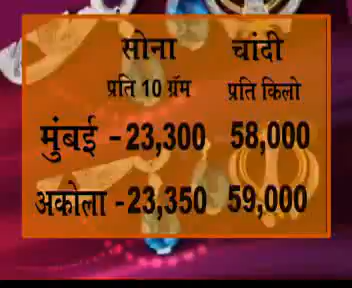 सोना चांदी
प्रति 10 ग्रॅम प्रति किलो
मुंबई - 23,300 58,000
अकोला - 23,350 59,000